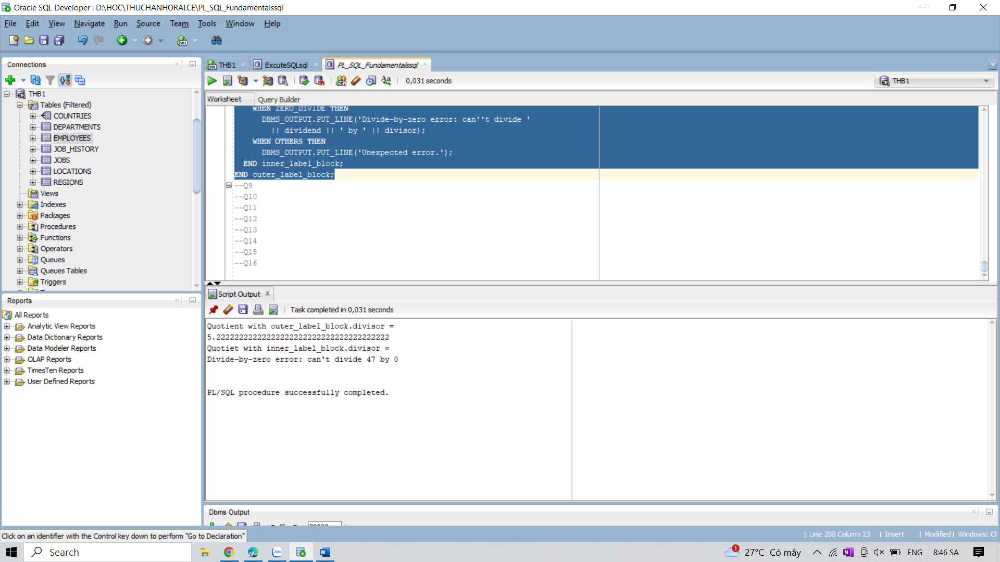 Oracle SQL Developer : D:\HOC\THUCHANHORALCE\PL_SQL_Fundamentalssql
File Edit View Navigate Run Source Team Tools Window Help
Connections
THB1
Tables (Filtered)
COUNTRIES
DEPARTMENTS
EMPLOYEES
JOB_HISTORY
JOBS
LOCATIONS
REGIONS
Views
Indexes
Packages
Procedures
Functions
Operators
Queues
Queues Tables
Triggers
Reports
All Reports
Analytic View Reports
Data Dictionary Reports
Data Modeler Reports
OLAP Reports
TimesTen Reports
User Defined Reports
THB1 ExcuteSQLsql PL_SQL_Fundamentalssql
0,031 seconds
THB1
Worksheet Query Builder
WHEN ZERO_DIVIDE THEN
DBMS_OUTPUT.PUT_LINE('Divide-by-zero error: can''t divide '
|| dividend || ' by ' || divisor);
WHEN OTHERS THEN
DBMS_OUTPUT.PUT_LINE('Unexpected error.');
END inner_label_block;
END outer_label_block;
--Q9
--Q10
--Q11
--Q12
--Q13
--Q14
--Q15
--Q16
Script Output
Task completed in 0,031 seconds
Quotient with outer_label_block.divisor =
5.22222222222222222222222222222222222222
Quotiet with inner_label_block.divisor =
Divide-by-zero error: can't divide 47 by 0
PL/SQL procedure successfully completed.
Dbms Output
Click on an identifier with the Control key down to perform "Go to Declaration"
Line 208 Column 23 Insert Modified Windows:
Search
Zalo
1
27°C Có mây
ENG
8:46 SA